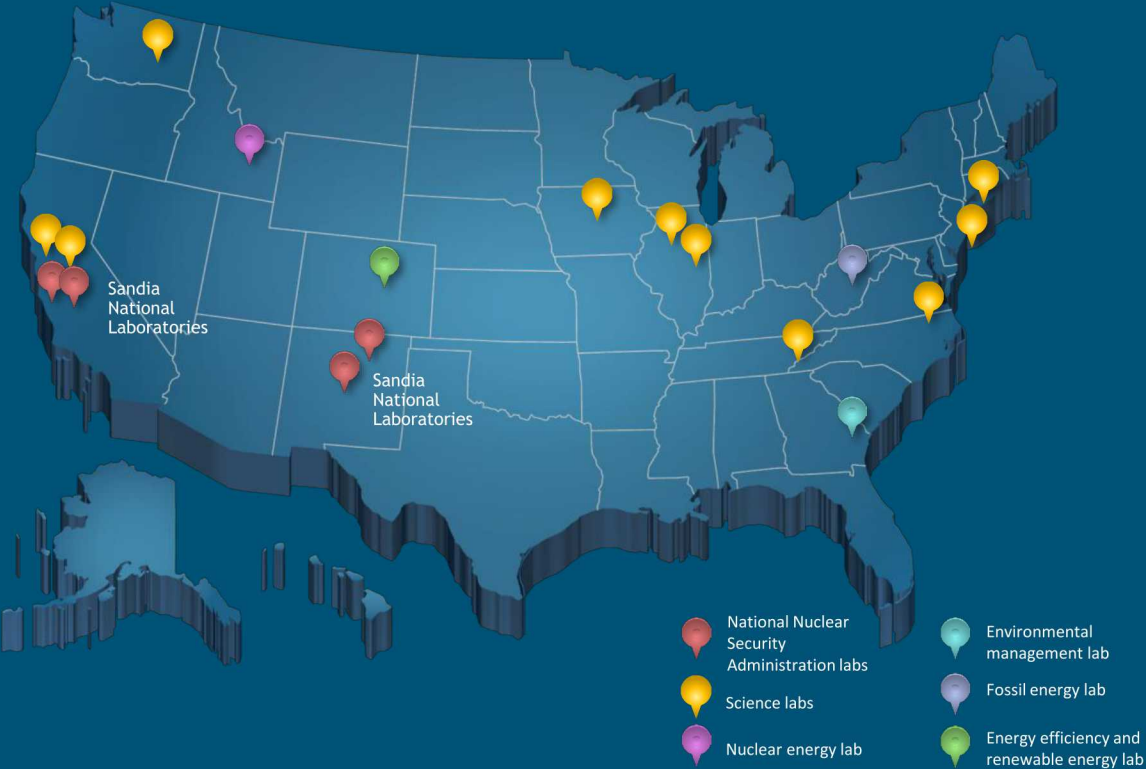 Sandia
National
Laboratories
Sandia
National
Laboratories
National Nuclear
Security
Administration labs
Science labs
Nuclear energy lab
Environmental
management lab
Fossil energy lab
Energy efficiency and
renewable energy lab